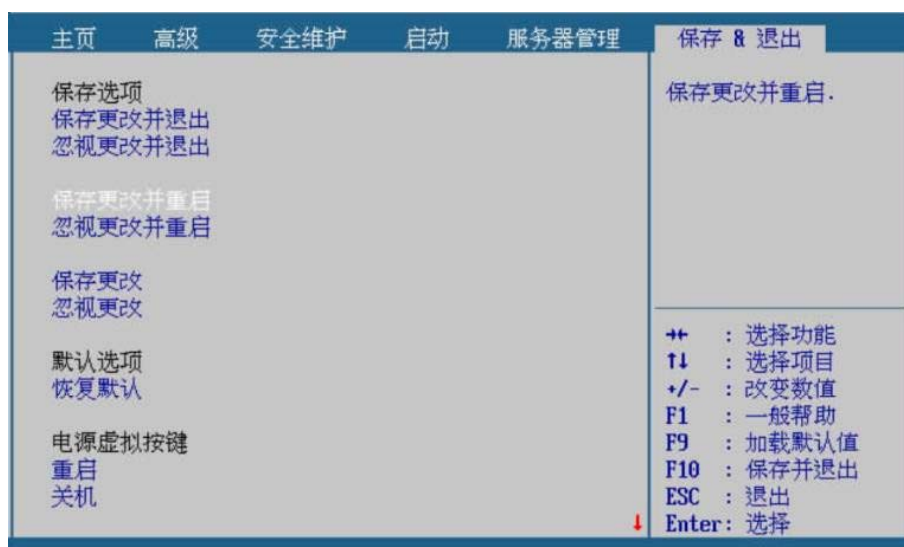 主页 高级 安全维护 启动 服务器管理 保存 & 退出
保存选项
保存更改并退出
忽视更改并退出
保存更改并重启
忽视更改并重启
保存更改
忽视更改
默认选项
恢复默认
电源虚拟按键
重启
关机
保存更改并重启.
→← : 选择功能
↑↓ : 选择项目
+/- : 改变数值
F1 : 一般帮助
F9 : 加载默认值
F10 : 保存并退出
ESC : 退出
Enter: 选择